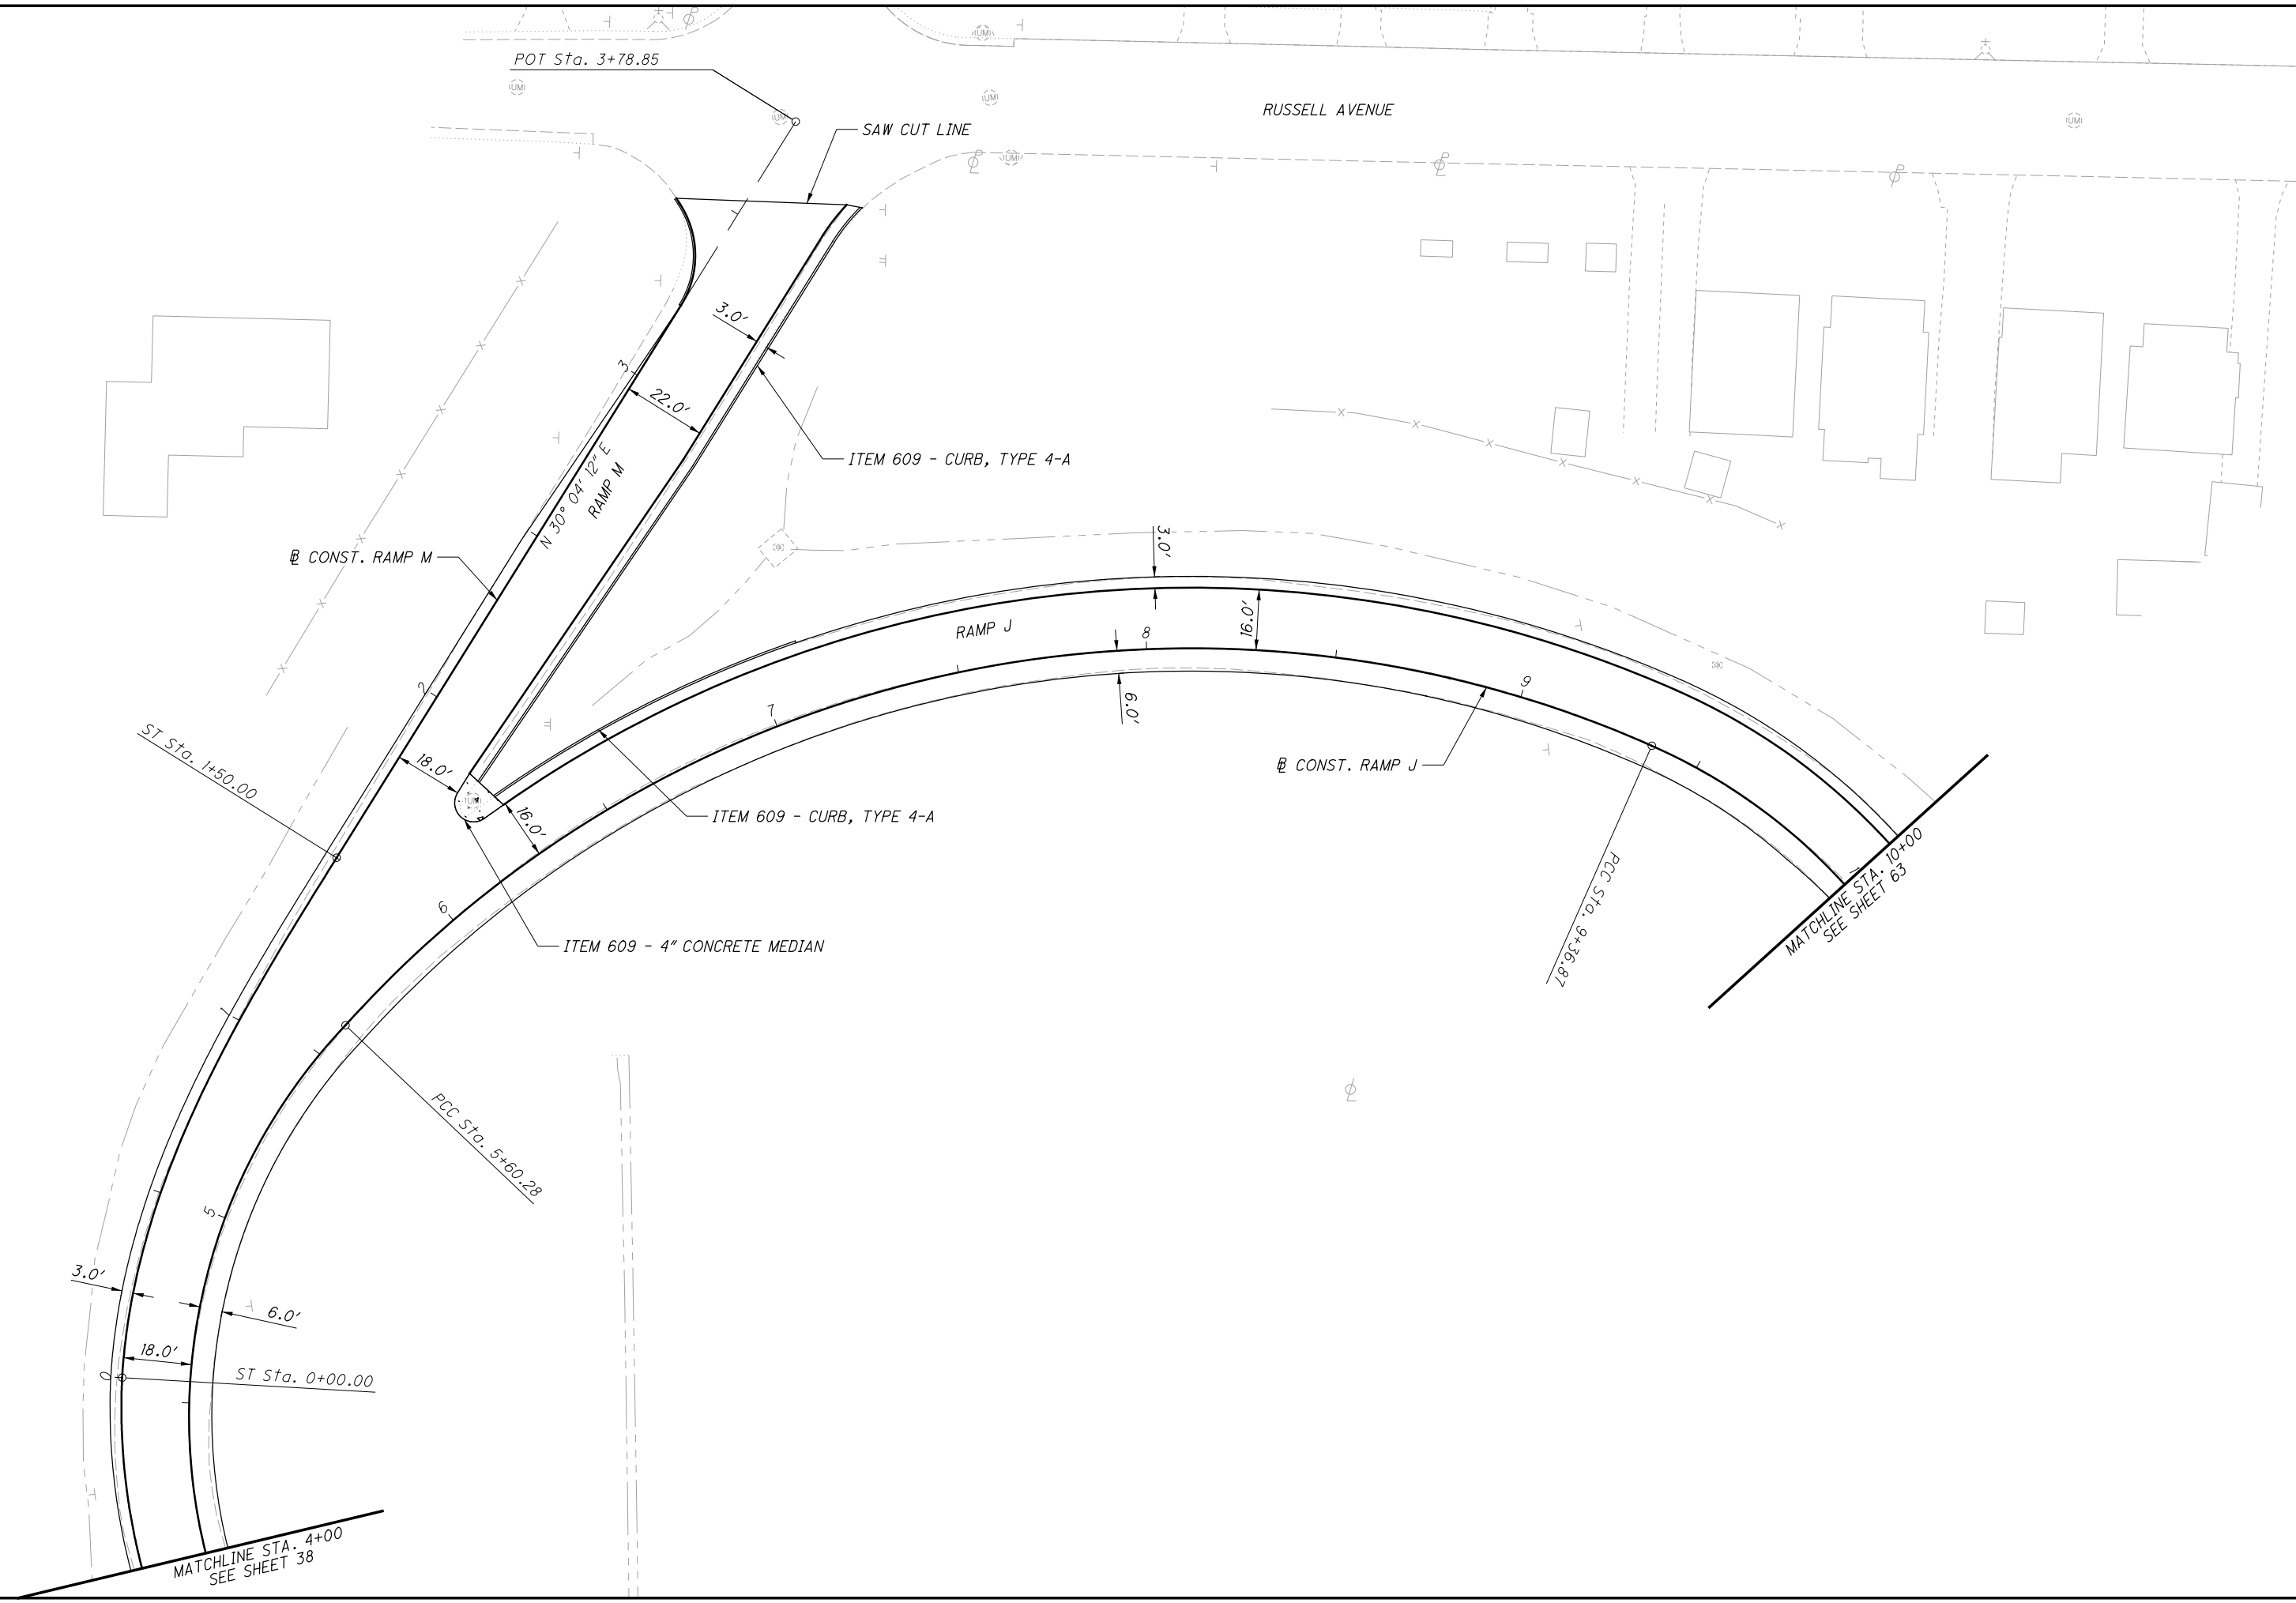 POT Sta. 3+78.85
RUSSELL AVENUE
SAW CUT LINE
3.0'
3
22.0'
ITEM 609 - CURB, TYPE 4-A
N 30° 04' 12" E
RAMP M
CONST. RAMP M
3.0'
16.0'
RAMP J
8
2
9
6.0'
7
ST Sta. 1+50.00
18.0'
CONST. RAMP J
16.0'
ITEM 609 - CURB, TYPE 4-A
PCC Sta. 9+36.87
MATCHLINE STA. 10+00
SEE SHEET 63
6
ITEM 609 - 4" CONCRETE MEDIAN
1
PCC Sta. 5+60.28
5
3.0'
6.0'
18.0'
0
ST Sta. 0+00.00
MATCHLINE STA. 4+00
SEE SHEET 38